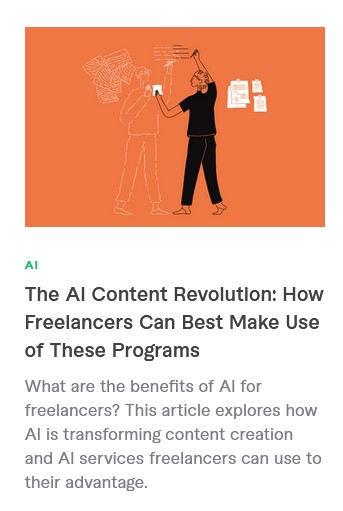 AI
The AI Content Revolution: How
Freelancers Can Best Make Use
of These Programs
What are the benefits of AI for
freelancers? This article explores how
AI is transforming content creation
and AI services freelancers can use to
their advantage.